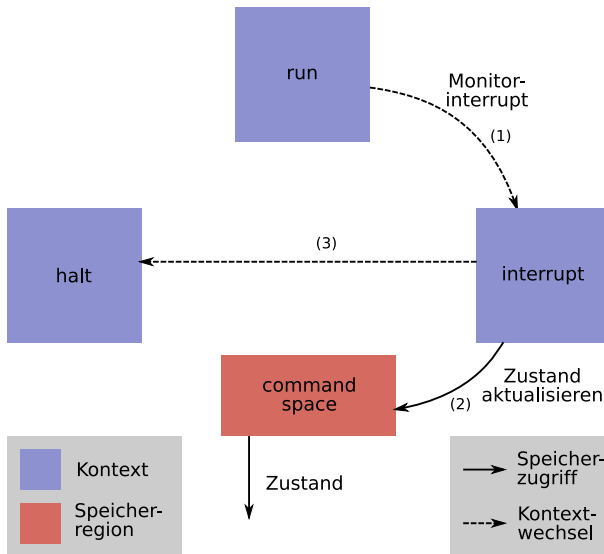 run
Monitor-
interrupt
(1)
(3)
halt
interrupt
command
space
Zustand
aktualisieren
(2)
Zustand
Kontext
Speicher-
region
Speicher-
zugriff
Kontext-
wechsel